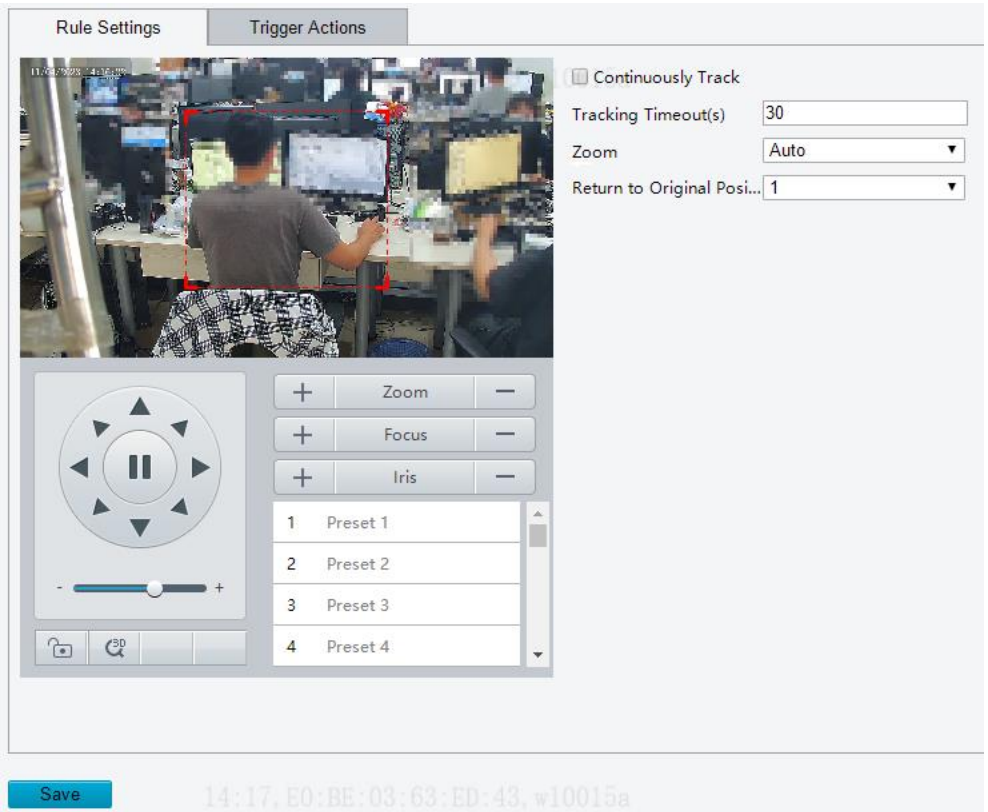 Rule Settings
Trigger Actions
Continuously Track
Tracking Timeout(s) 30
Zoom Auto
Return to Original Posi... 1
+ Zoom −
+ Focus −
+ Iris −
1 Preset 1
2 Preset 2
3 Preset 3
4 Preset 4
- +
3D
Save
14:17, E0:BE:03:63:ED:43, w10015a